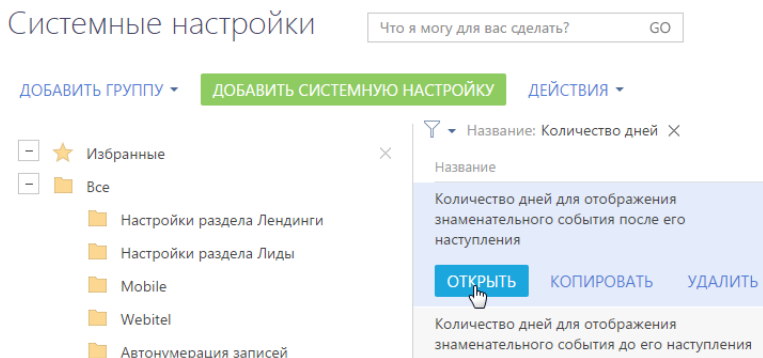 Системные настройки
Что я могу для вас сделать? GO
ДОБАВИТЬ ГРУППУ ДОБАВИТЬ СИСТЕМНУЮ НАСТРОЙКУ ДЕЙСТВИЯ
Избранные
Все
Настройки раздела Лендинги
Настройки раздела Лиды
Mobile
Webitel
Автонумерация записей
Название: Количество дней
Название
Количество дней для отображения
знаменательного события после его
наступления
ОТКРЫТЬ КОПИРОВАТЬ УДАЛИТЬ
Количество дней для отображения
знаменательного события до его наступления